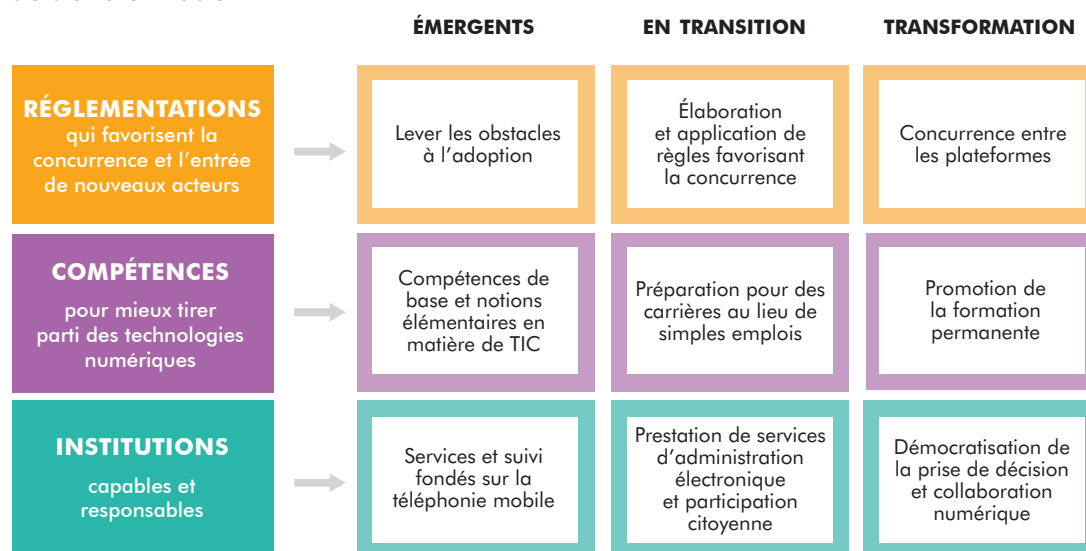 ÉMERGENTS
EN TRANSITION
TRANSFORMATION
RÉGLEMENTATIONS
qui favorisent la
concurrence et l'entrée
de nouveaux acteurs
Lever les obstacles
à l'adoption
Élaboration
et application de
règles favorisant
la concurrence
Concurrence entre
les plateformes
COMPÉTENCES
pour mieux tirer
parti des technologies
numériques
Compétences de
base et notions
élémentaires en
matière de TIC
Préparation pour des
carrières au lieu de
simples emplois
Promotion de
la formation
permanente
INSTITUTIONS
capables et
responsables
Services et suivi
fondés sur la
téléphonie mobile
Prestation de services
d'administration
électronique
et participation
citoyenne
Démocratisation de
la prise de décision
et collaboration
numérique